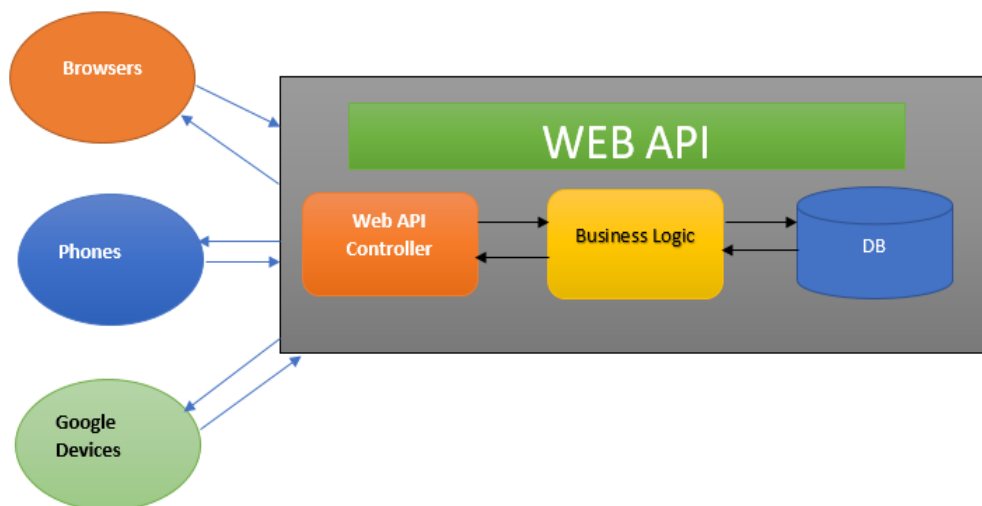 Browsers
WEB API
Web API
Controller
Business Logic
DB
Phones
Google
Devices